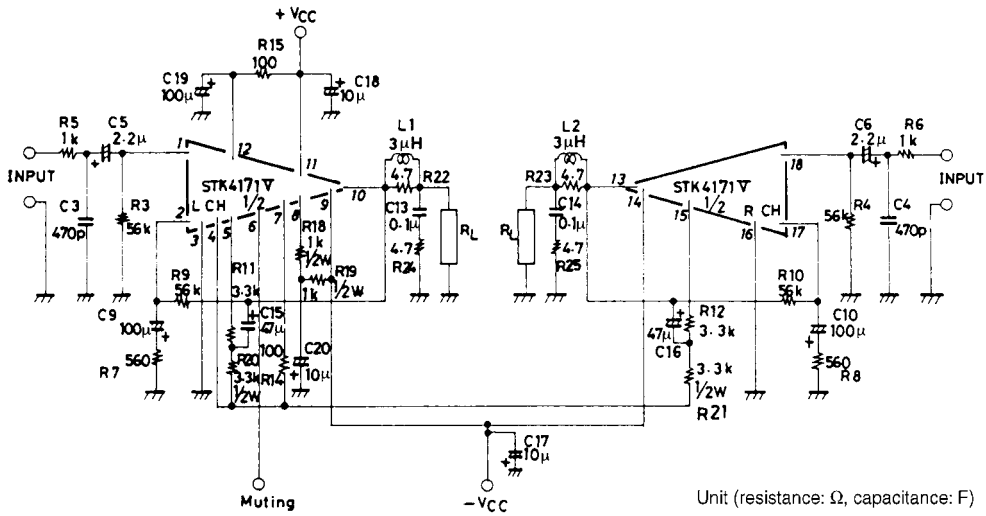 + VCC
R15
100
C19
100μ
C18
10μ
R5
1k
C5
2.2μ
1
12
11
L1
3μH
4.7
R22
L2
3μH
4.7
R23
C6
2.2μ
R6
1k
INPUT
STK4171V
1/2
L CH
2
3
4
5
6
7
8
9
10
13
14
STK4171V
1/2
15
R CH
16
17
18
INPUT
C3
470p
R3
56k
C13
0.1μ
4.7
R24
RL
RL
C14
0.1μ
4.7
R25
56k
R4
C4
470p
R18
1k
1/2W
R19
1k
1/2W
R9
56k
R11
3.3k
C15
47μ
C9
100μ
560
R7
R20
3.3k
1/2W
100
R14
C20
10μ
R10
56k
R12
3.3k
47μ
C16
C10
100μ
560
R8
3.3k
1/2W
R21
C17
10μ
Muting
-VCC
Unit (resistance: Ω, capacitance: F)